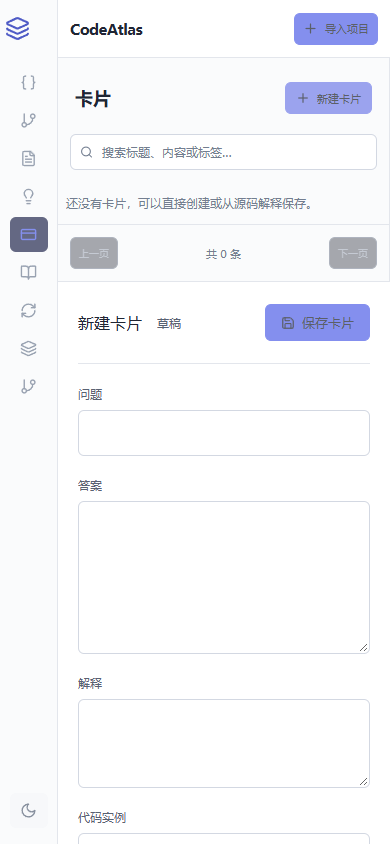 CodeAtlas
导入项目
卡片
新建卡片
搜索标题、内容或标签...
还没有卡片，可以直接创建或从源码解释保存。
上一页
共 0 条
下一页
新建卡片
草稿
保存卡片
问题
答案
解释
代码实例